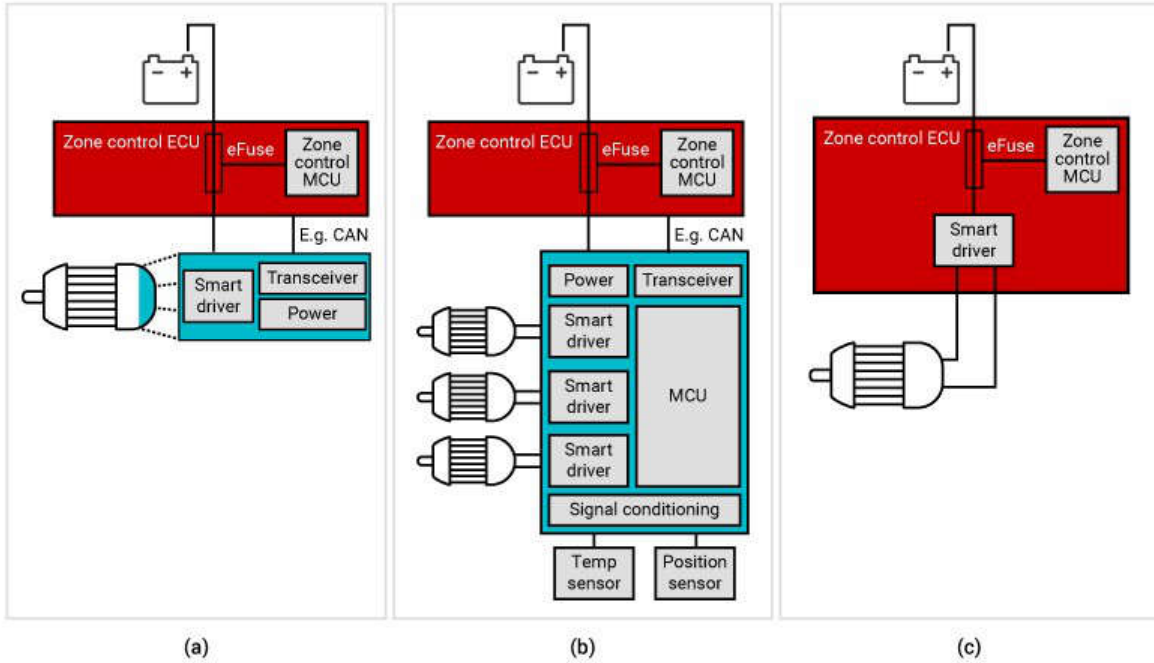 Zone control ECU
eFuse
Zone
control
MCU
E.g. CAN
Smart
driver
Transceiver
Power
(a)
Zone control ECU
eFuse
Zone
control
MCU
E.g. CAN
Power
Transceiver
Smart
driver
Smart
driver
Smart
driver
MCU
Signal conditioning
Temp
sensor
Position
sensor
(b)
Zone control ECU
eFuse
Zone
control
MCU
Smart
driver
(c)